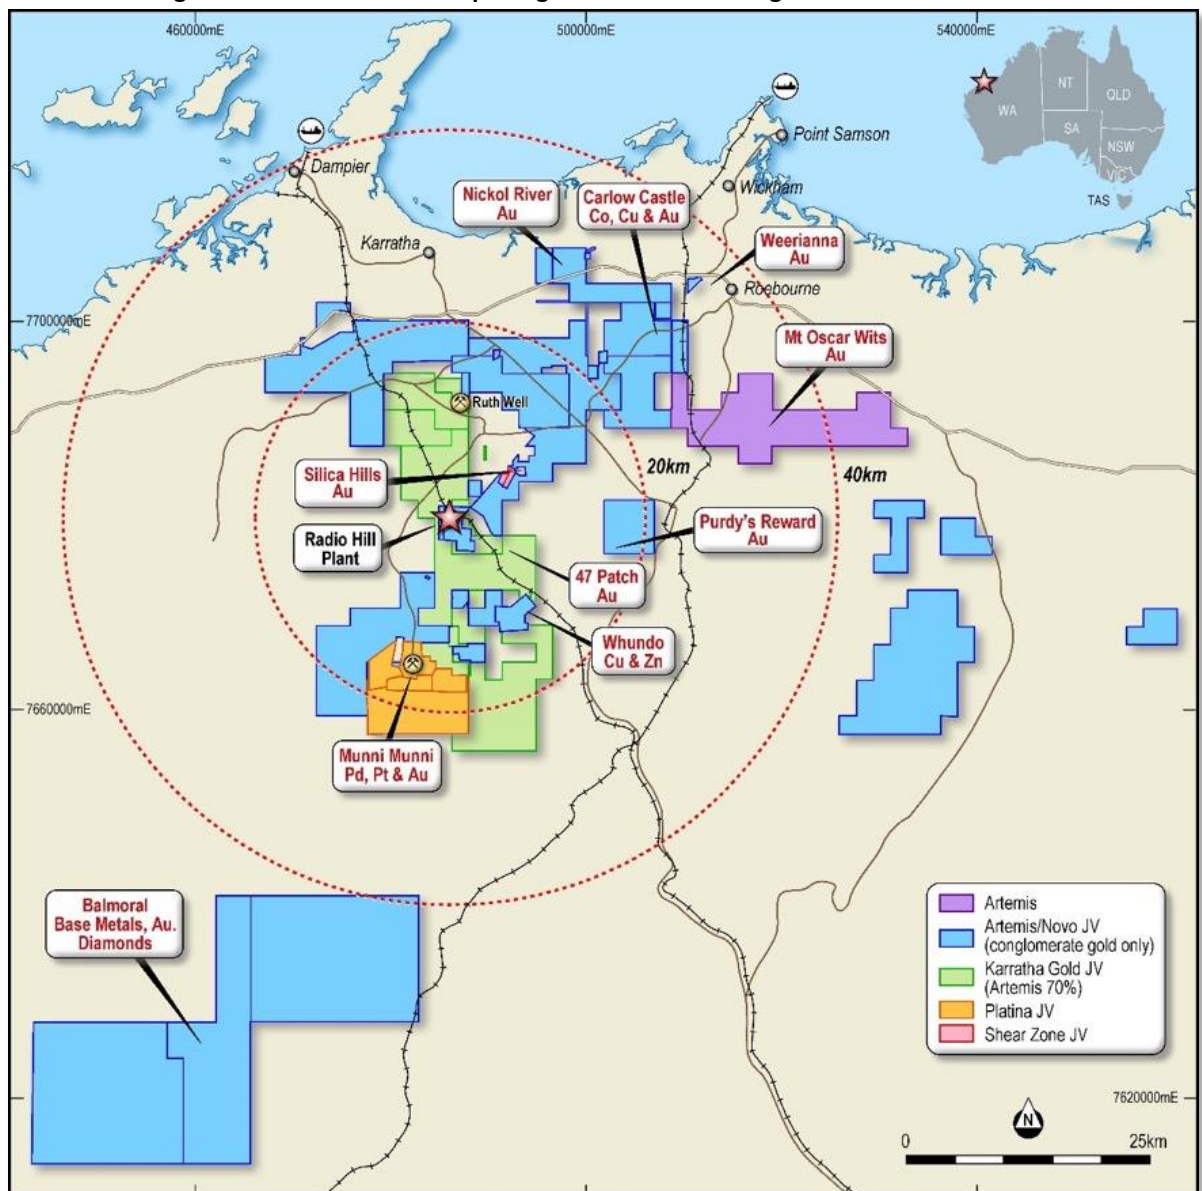 460000mE
500000mE
540000mE
NT
WA
QLD
SA
NSW
VIC
TAS
Point Samson
Dampier
Wickham
Nickol River
Au
Carlow Castle
Co, Cu & Au
Weerianna
Au
Karratha
Roebourne
7700000mE
Mt Oscar Wits
Au
Ruth Well
Silica Hills
Au
20km
40km
Radio Hill
Plant
Purdy's Reward
Au
47 Patch
Au
Whundo
Cu & Zn
7660000mE
Munni Munni
Pd, Pt & Au
Balmoral
Base Metals, Au.
Diamonds
Artemis
Artemis/Novo JV
(conglomerate gold only)
Karratha Gold JV
(Artemis 70%)
Platina JV
Shear Zone JV
7620000mE
N
0
25km